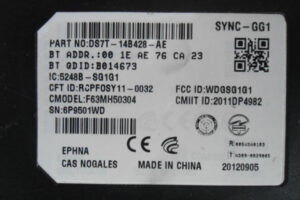 SYNC-GG1
PART NO:DS7T-14B428-AE
BT ADDR.:00 1E AE 76 CA 23
BT QDID:B014673
IC:5248B-SG1G1
CFT ID:RCPFOSY11-0032
FCC ID:WDGSG1G1
CMODEL:F63MH50304
CMIIT ID:2011DP4982
SN:6P9501WD
EPHNA
CAS NOGALES
MADE IN CHINA
20120905